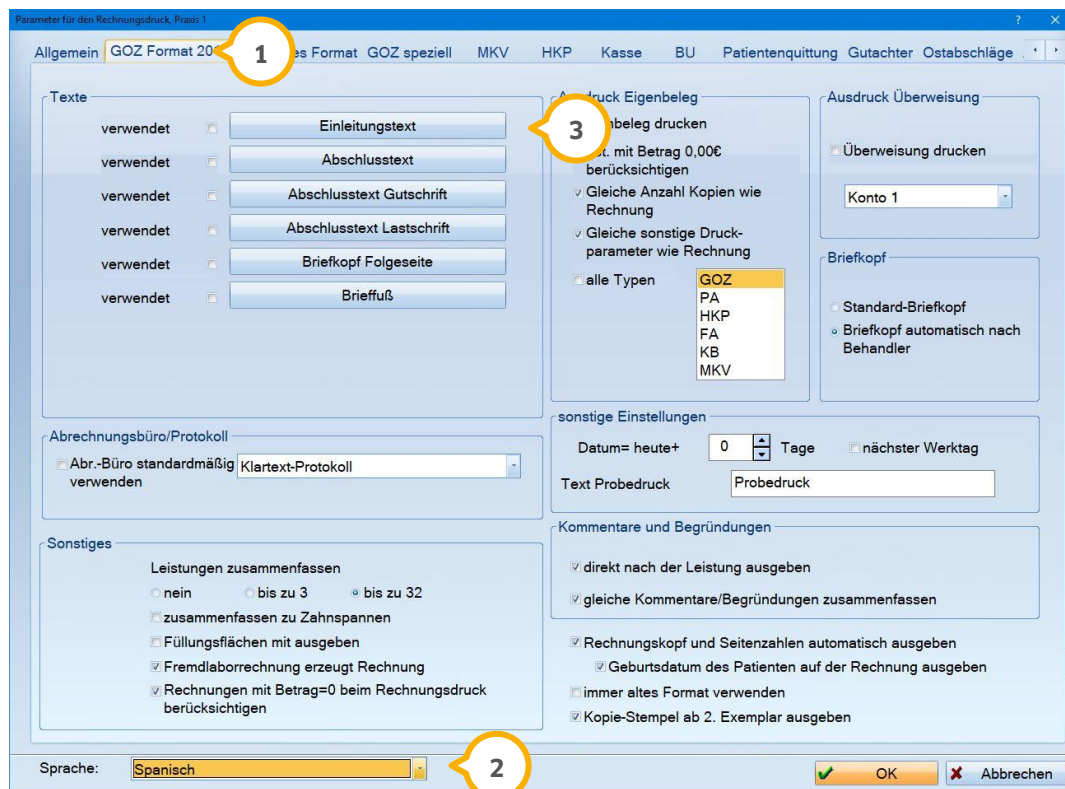 Parameter für den Rechnungsdruck, Praxis 1
?
Allgemein GOZ Format 20 1 es Format GOZ speziell MKV HKP Kasse BU Patientenquittung Gutachter Ostabschläge
Texte
verwendet Einleitungstext
verwendet Abschlusstext
verwendet Abschlusstext Gutschrift
verwendet Abschlusstext Lastschrift
verwendet Briefkopf Folgeseite
verwendet Brieffuß
3
druck Eigenbeleg
nbeleg drucken
t. mit Betrag 0,00€
berücksichtigen
Gleiche Anzahl Kopien wie
Rechnung
Gleiche sonstige Druck-
parameter wie Rechnung
alle Typen
GOZ
PA
HKP
FA
KB
MKV
Ausdruck Überweisung
Überweisung drucken
Konto 1
Briefkopf
Standard-Briefkopf
Briefkopf automatisch nach
Behandler
Abrechnungsbüro/Protokoll
Abr.-Büro standardmäßig
verwenden
Klartext-Protokoll
sonstige Einstellungen
Datum= heute+ 0 Tage nächster Werktag
Text Probedruck Probedruck
Sonstiges
Leistungen zusammenfassen
nein bis zu 3 bis zu 32
zusammenfassen zu Zahnspannen
Füllungsflächen mit ausgeben
Fremdlaborrechnung erzeugt Rechnung
Rechnungen mit Betrag=0 beim Rechnungsdruck
berücksichtigen
Kommentare und Begründungen
direkt nach der Leistung ausgeben
gleiche Kommentare/Begründungen zusammenfassen
Rechnungskopf und Seitenzahlen automatisch ausgeben
Geburtsdatum des Patienten auf der Rechnung ausgeben
immer altes Format verwenden
Kopie-Stempel ab 2. Exemplar ausgeben
Sprache: Spanisch 2
OK Abbrechen